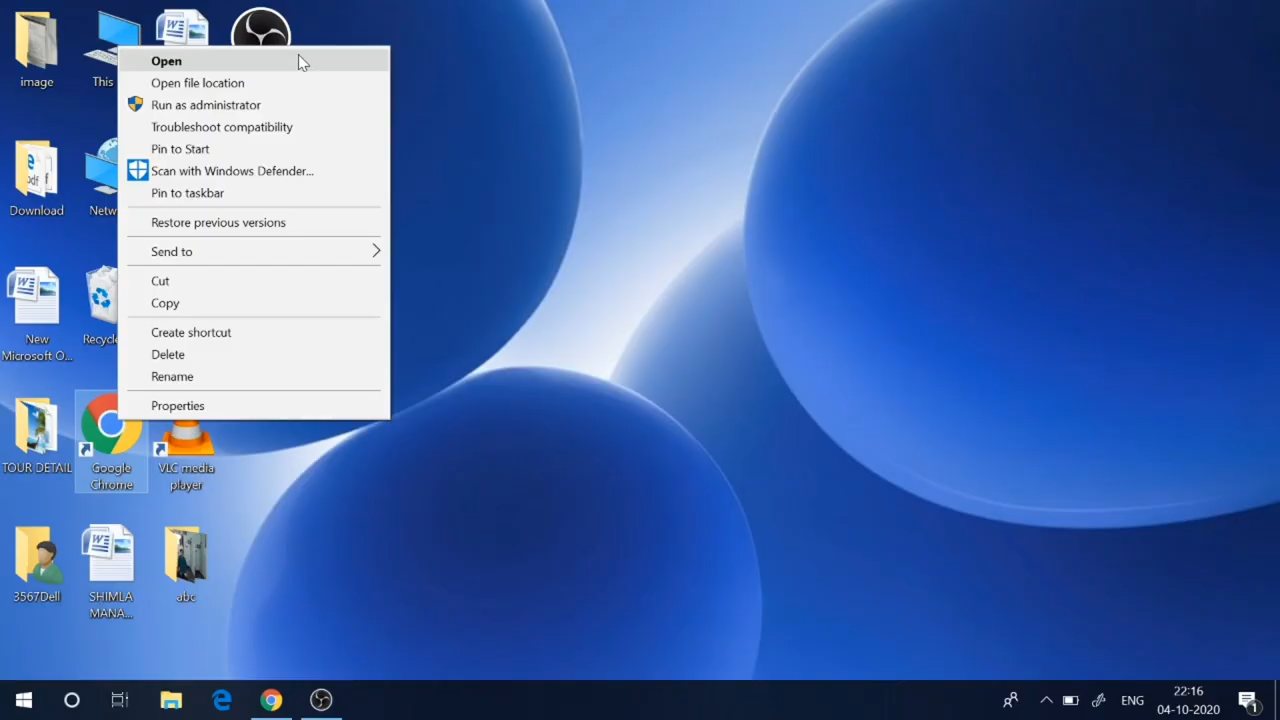 image
This
Open
Open file location
Run as administrator
Troubleshoot compatibility
Pin to Start
Scan with Windows Defender...
Pin to taskbar
Restore previous versions
Send to
Cut
Copy
Create shortcut
Delete
Rename
Properties
Download
Netw
New
Microsoft O...
Recycle
TOUR DETAIL
Google
Chrome
VLC media
player
3567Dell
SHIMLA
MANA...
abc
ENG
22:16
04-10-2020
1